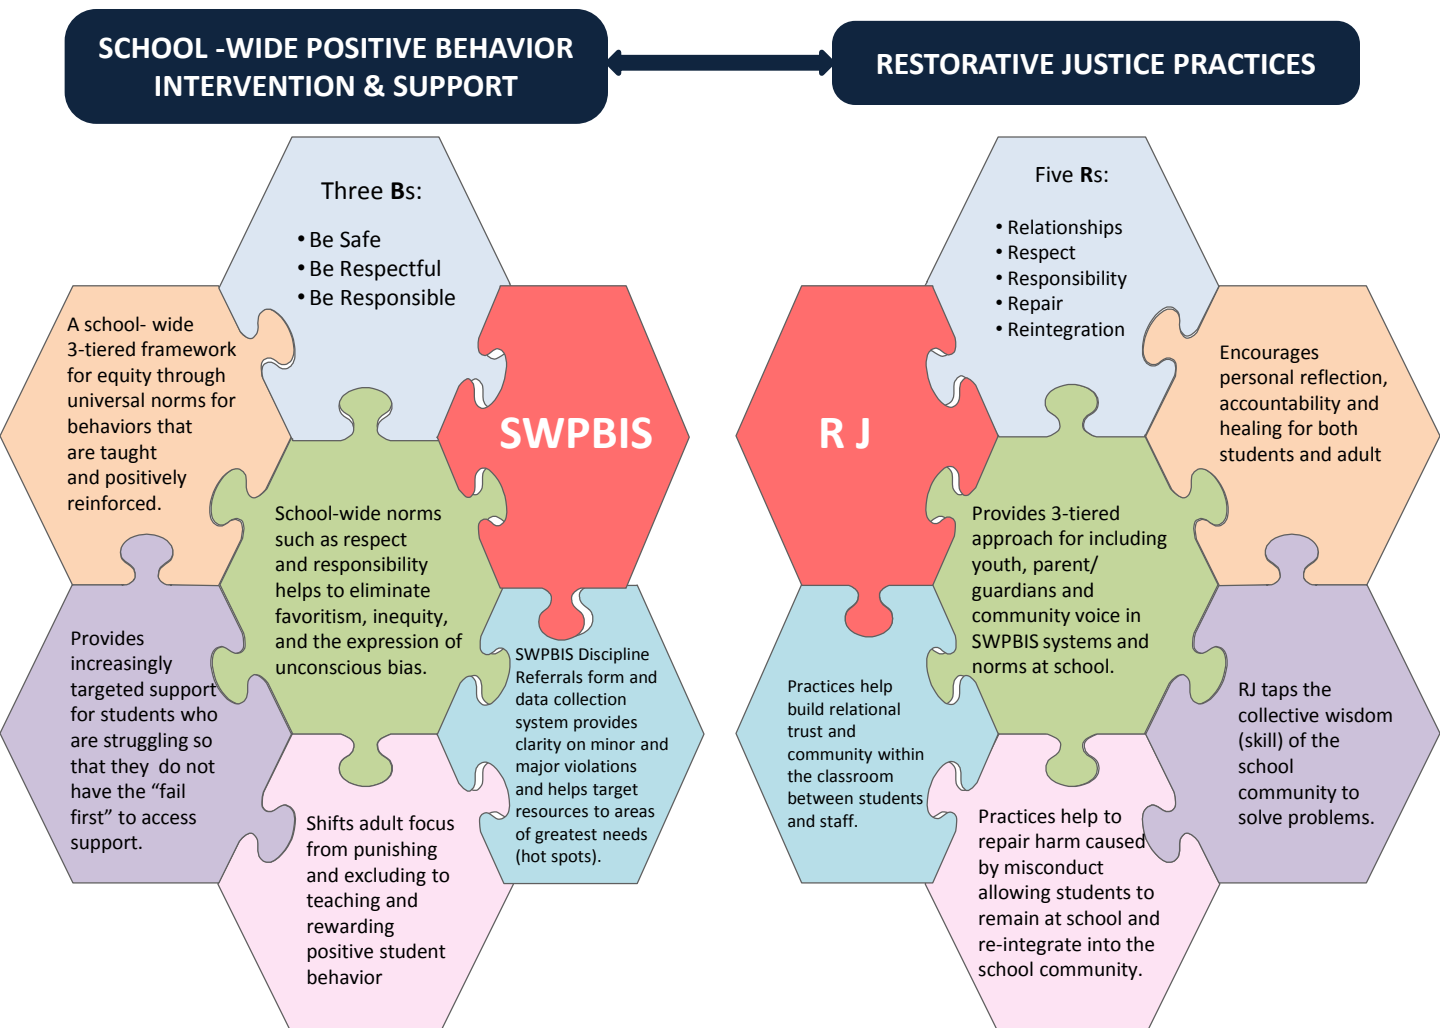 SCHOOL -WIDE POSITIVE BEHAVIOR
INTERVENTION & SUPPORT
RESTORATIVE JUSTICE PRACTICES
Three Bs:
• Be Safe
• Be Respectful
• Be Responsible
A school- wide
3-tiered framework
for equity through
universal norms for
behaviors that
are taught
and positively
reinforced.
SWPBIS
School-wide norms
such as respect
and responsibility
helps to eliminate
favoritism, inequity,
and the expression of
unconscious bias.
Provides
increasingly
targeted support
for students who
are struggling so
that they do not
have the “fail
first” to access
support.
SWPBIS Discipline
Referrals form and
data collection
system provides
clarity on minor and
major violations
and helps target
resources to areas
of greatest needs
(hot spots).
Shifts adult focus
from punishing
and excluding to
teaching and
rewarding
positive student
behavior
Five Rs:
• Relationships
• Respect
• Responsibility
• Repair
• Reintegration
R J
Encourages
personal reflection,
accountability and
healing for both
students and adult
Provides 3-tiered
approach for including
youth, parent/
guardians and
community voice in
SWPBIS systems and
norms at school.
Practices help
build relational
trust and
community within
the classroom
between students
and staff.
RJ taps the
collective wisdom
(skill) of the
school
community to
solve problems.
Practices help to
repair harm caused
by misconduct
allowing students to
remain at school and
re-integrate into the
school community.